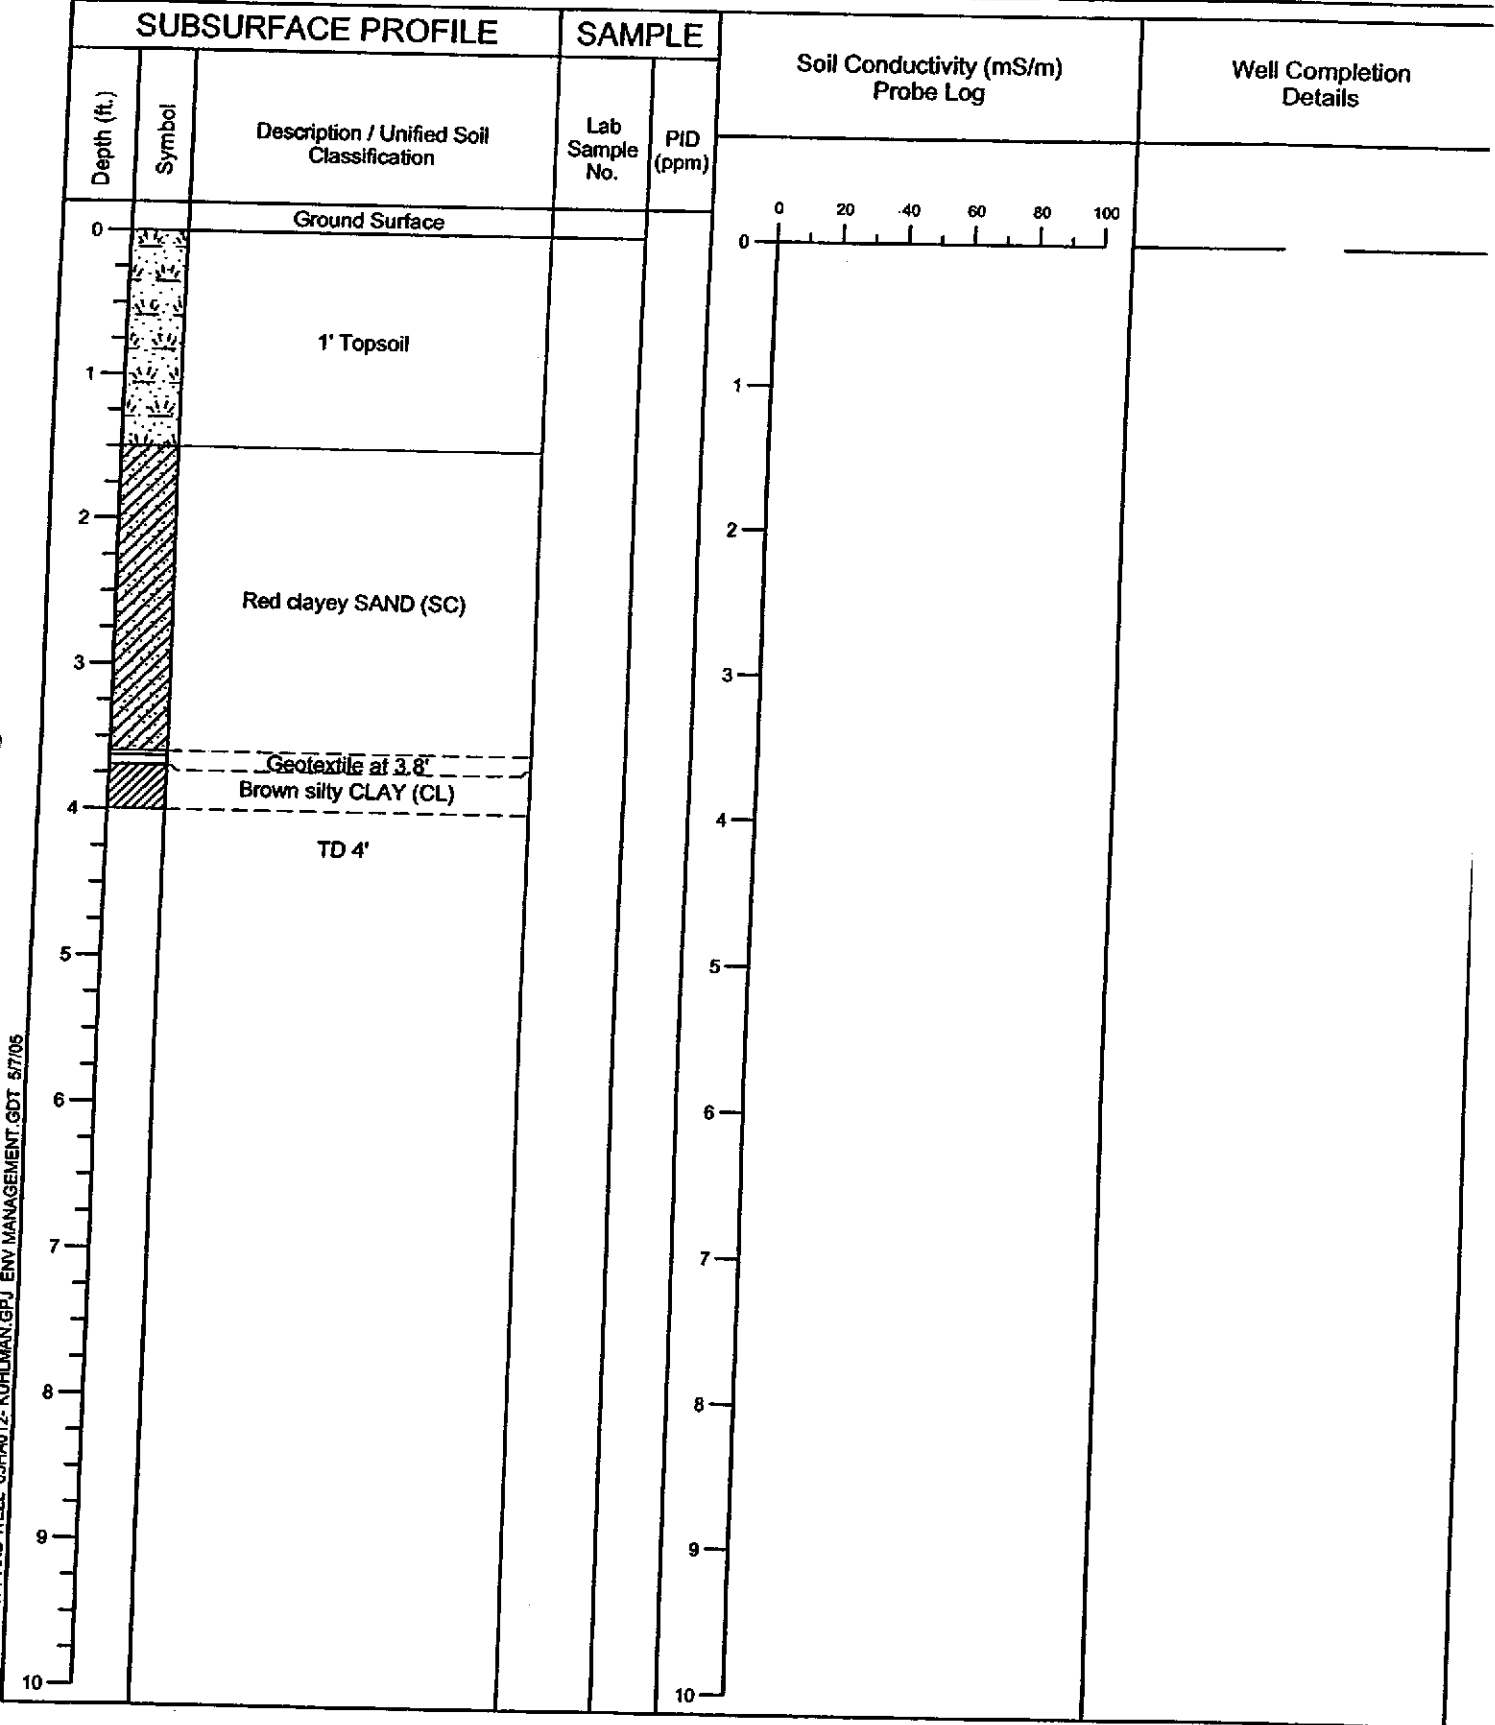 SUBSURFACE PROFILE
SAMPLE
Soil Conductivity (mS/m)
Probe Log
Well Completion
Details
Depth (ft.)
Symbol
Description / Unified Soil
Classification
Lab
Sample
No.
PID
(ppm)
Ground Surface
0 20 40 60 80 100
0
0
1' Topsoil
1
1
2
2
Red clayey SAND (SC)
3
3
Geotextile at 3.8'
Brown silty CLAY (CL)
4
4
TD 4'
5
5
6
6
7
7
8
8
9
9
10
10
KUHLMAN.GPJ ENV MANAGEMENT.GDT 5/7/05